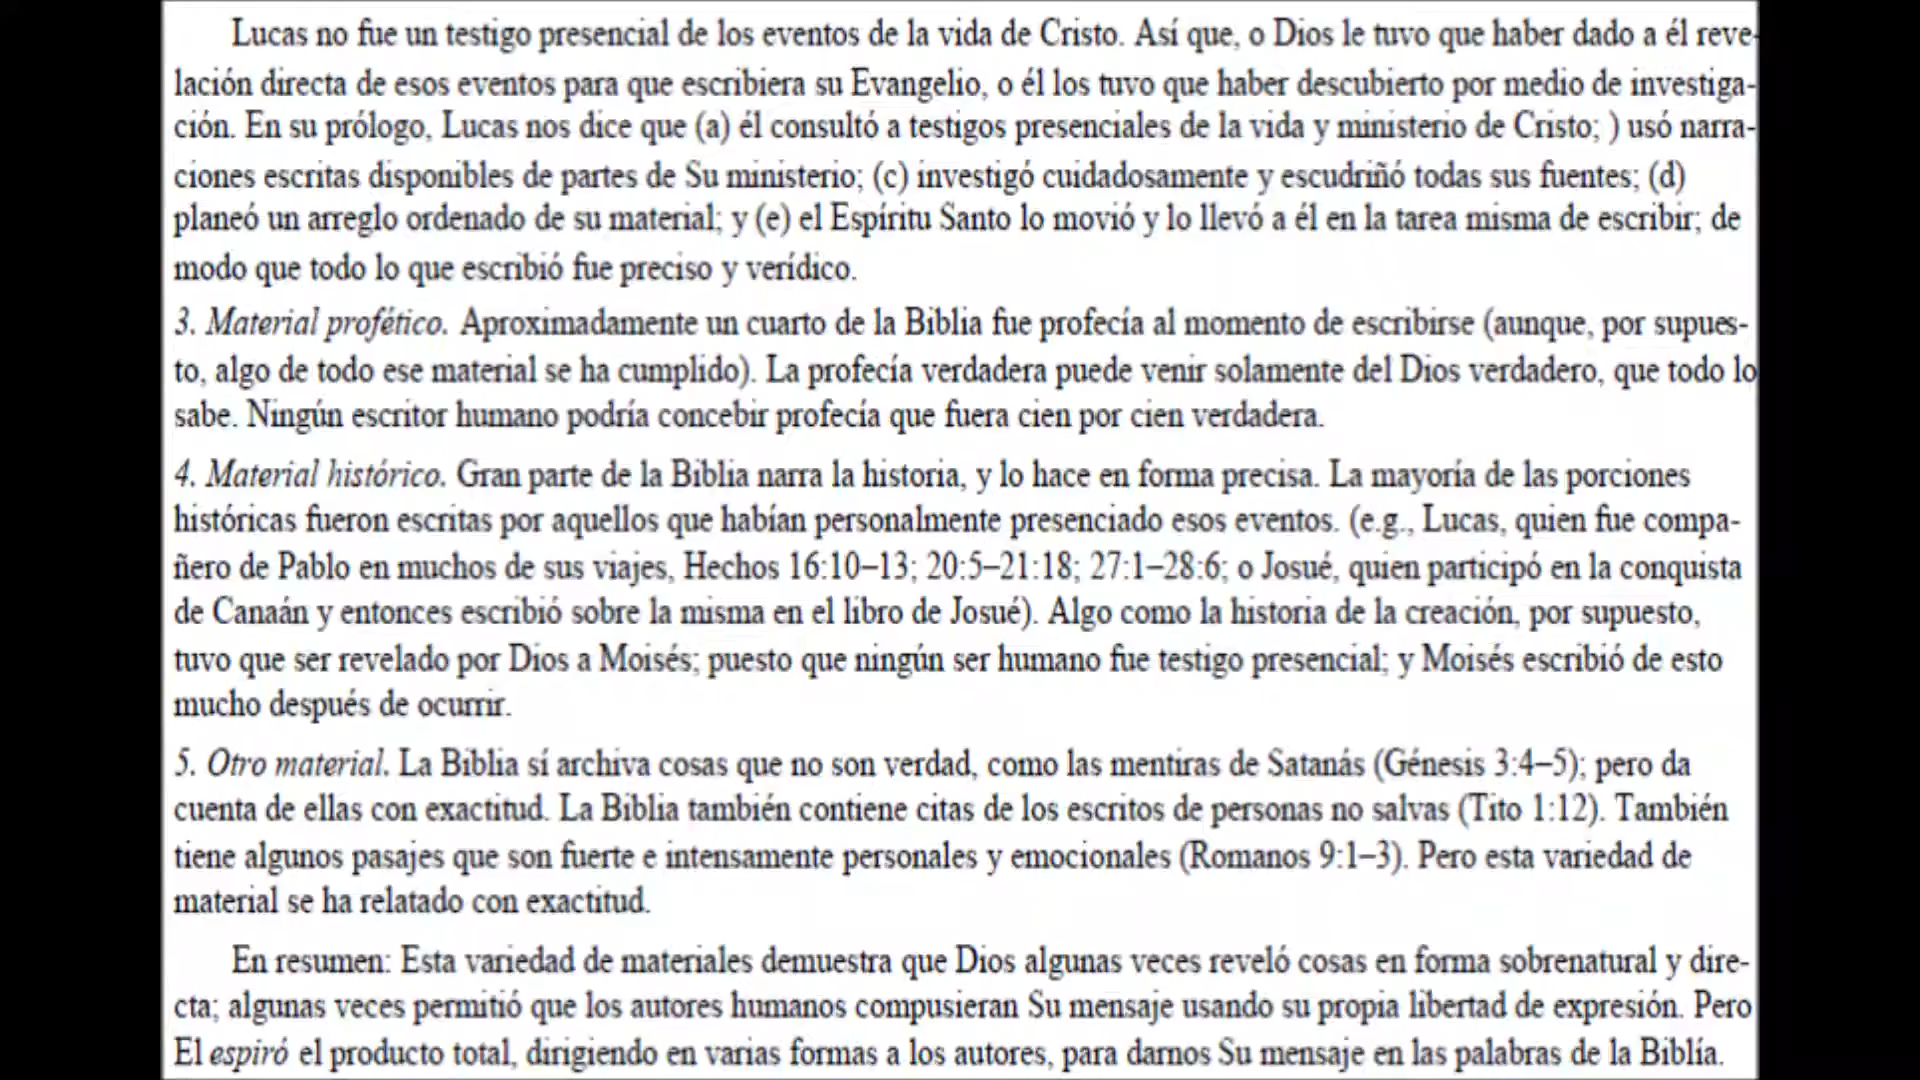 Lucas no fue un testigo presencial de los eventos de la vida de Cristo. Así que, o Dios le tuvo que haber dado a él reve-
lación directa de esos eventos para que escribiera su Evangelio, o él los tuvo que haber descubierto por medio de investiga-
ción. En su prólogo, Lucas nos dice que (a) él consultó a testigos presenciales de la vida y ministerio de Cristo; ) usó narra-
ciones escritas disponibles de partes de Su ministerio; (c) investigó cuidadosamente y escudriñó todas sus fuentes; (d)
planeó un arreglo ordenado de su material; y (e) el Espíritu Santo lo movió y lo llevó a él en la tarea misma de escribir; de
modo que todo lo que escribió fue preciso y verídico.
3. Material profético. Aproximadamente un cuarto de la Biblia fue profecía al momento de escribirse (aunque, por supues-
to, algo de todo ese material se ha cumplido). La profecía verdadera puede venir solamente del Dios verdadero, que todo lo
sabe. Ningún escritor humano podría concebir profecía que fuera cien por cien verdadera.
4. Material histórico. Gran parte de la Biblia narra la historia, y lo hace en forma precisa. La mayoría de las porciones
históricas fueron escritas por aquellos que habían personalmente presenciado esos eventos. (e.g., Lucas, quien fue compa-
ñero de Pablo en muchos de sus viajes, Hechos 16:10–13; 20:5–21:18; 27:1–28:6; o Josué, quien participó en la conquista
de Canaán y entonces escribió sobre la misma en el libro de Josué). Algo como la historia de la creación, por supuesto,
tuvo que ser revelado por Dios a Moisés; puesto que ningún ser humano fue testigo presencial; y Moisés escribió de esto
mucho después de ocurrir.
5. Otro material. La Biblia sí archiva cosas que no son verdad, como las mentiras de Satanás (Génesis 3:4–5); pero da
cuenta de ellas con exactitud. La Biblia también contiene citas de los escritos de personas no salvas (Tito 1:12). También
tiene algunos pasajes que son fuerte e intensamente personales y emocionales (Romanos 9:1–3). Pero esta variedad de
material se ha relatado con exactitud.
En resumen: Esta variedad de materiales demuestra que Dios algunas veces reveló cosas en forma sobrenatural y dire-
cta; algunas veces permitió que los autores humanos compusieran Su mensaje usando su propia libertad de expresión. Pero
El espiró el producto total, dirigiendo en varias formas a los autores, para darnos Su mensaje en las palabras de la Biblía.